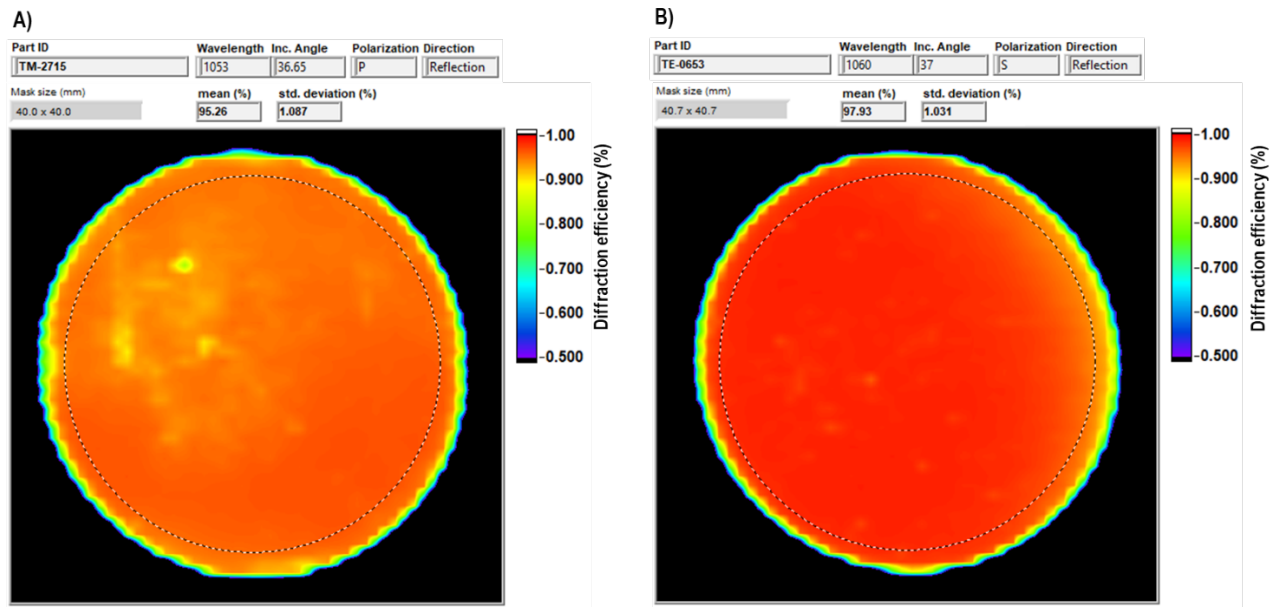 A)
Part ID Wavelength Inc. Angle Polarization Direction
TM-2715 1053 36.65 P Reflection
Mask size (mm) mean (%) std. deviation (%)
40.0 x 40.0 95.26 1.087
1.00
0.900
0.800
0.700
0.600
0.500
Diffraction efficiency (%)
B)
Part ID Wavelength Inc. Angle Polarization Direction
TE-0653 1060 37 S Reflection
Mask size (mm) mean (%) std. deviation (%)
40.7 x 40.7 97.93 1.031
1.00
0.900
0.800
0.700
0.600
0.500
Diffraction efficiency (%)